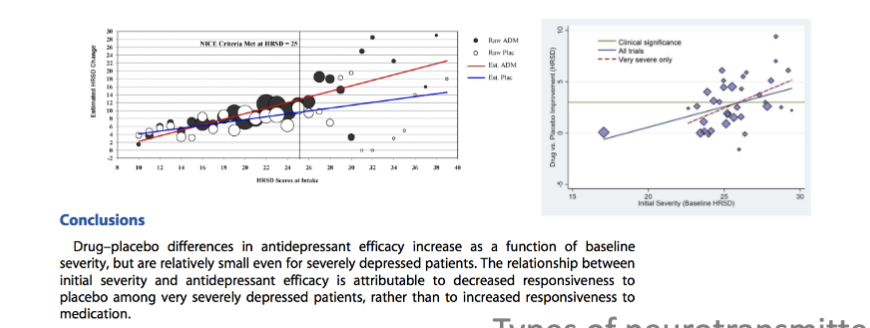 NICE Criteria Met at HRSD = 25
Estimated HRSD Change
30
28
26
24
22
20
18
16
14
12
10
8
6
4
2
0
-2
8 10 12 14 16 18 20 22 24 26 28 30 32 34 36 38 40
HRSD Scores at Intake
Raw ADM
Raw Plac
Est. ADM
Est. Plac
Drug vs. Placebo Improvement (HRSD)
10
5
0
-5
Clinical significance
All trials
Very severe only
15 20 25 30
Initial Severity (Baseline HRSD)
Conclusions
Drug–placebo differences in antidepressant efficacy increase as a function of baseline
severity, but are relatively small even for severely depressed patients. The relationship between
initial severity and antidepressant efficacy is attributable to decreased responsiveness to
placebo among very severely depressed patients, rather than to increased responsiveness to
medication.
Types of neurotransmitte